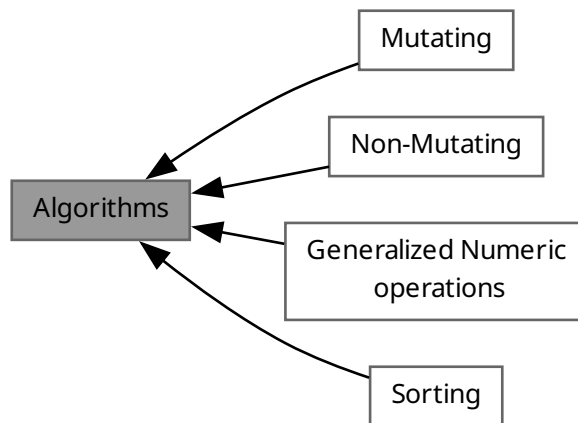 Mutating
Non-Mutating
Algorithms
Generalized Numeric
operations
Sorting